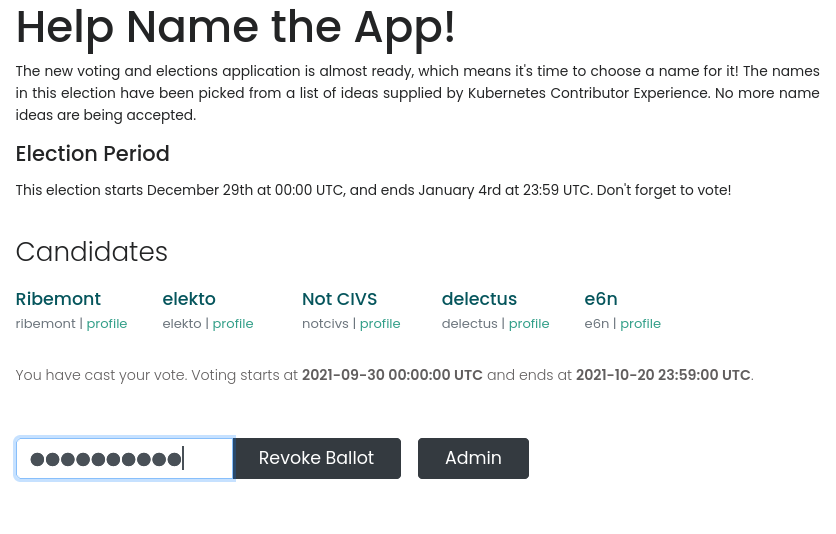 Help Name the App!
The new voting and elections application is almost ready, which means it's time to choose a name for it! The names
in this election have been picked from a list of ideas supplied by Kubernetes Contributor Experience. No more name
ideas are being accepted.
Election Period
This election starts December 29th at 00:00 UTC, and ends January 4rd at 23:59 UTC. Don't forget to vote!
Candidates
Ribemont elekto Not CIVS delectus e6n
ribemont | profile elekto | profile notcivs | profile delectus | profile e6n | profile
You have cast your vote. Voting starts at 2021-09-30 00:00:00 UTC and ends at 2021-10-20 23:59:00 UTC.
●●●●●●●●●● Revoke Ballot Admin